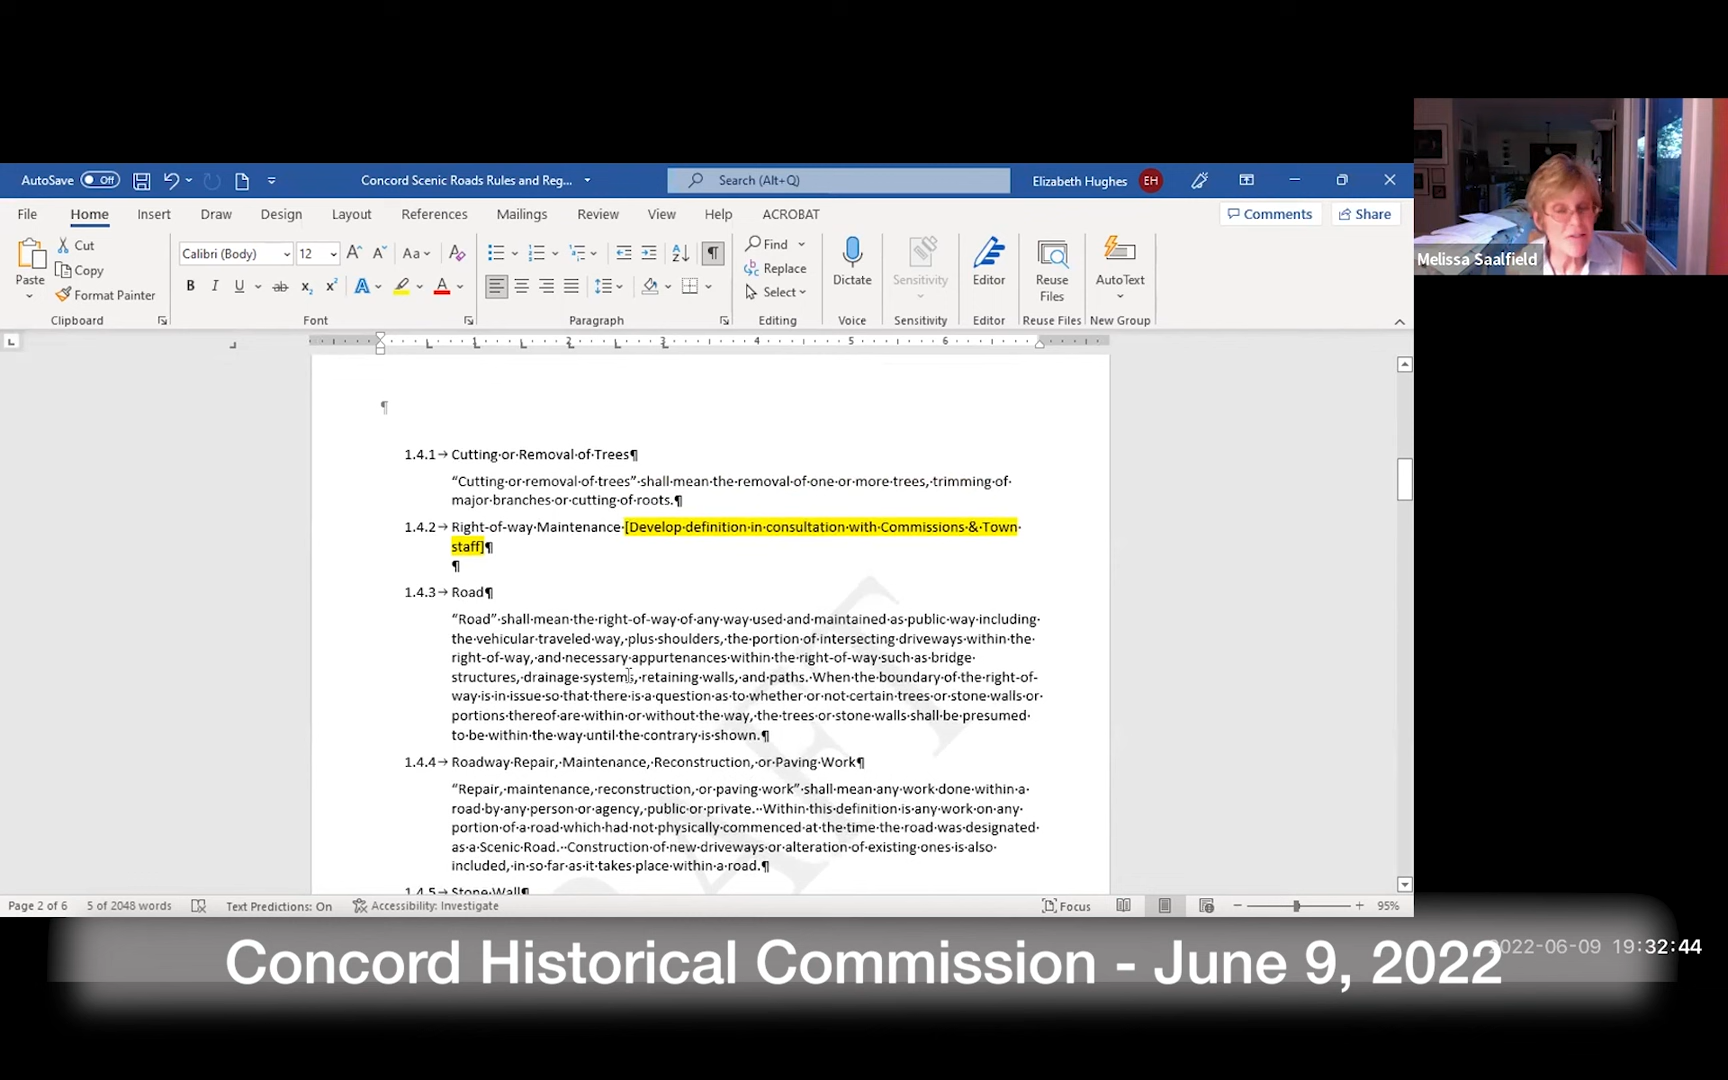 AutoSave Off
Concord Scenic Roads Rules and Reg...
Search (Alt+Q)
Elizabeth Hughes EH
File Home Insert Draw Design Layout References Mailings Review View Help ACROBAT
Comments Share
Paste
Cut
Copy
Format Painter
Clipboard
Calibri (Body) 12
Font
Paragraph
Find
Replace
Select
Editing
Dictate
Voice
Sensitivity
Sensitivity
Editor
Editor
Reuse Files
Reuse Files
AutoText
New Group
Melissa Saalfield
1 2 3 4 5 6
1.4.1 Cutting or Removal of Trees
“Cutting or removal of trees” shall mean the removal of one or more trees, trimming of
major branches or cutting of roots.
1.4.2 Right-of-way Maintenance [Develop definition in consultation with Commissions & Town
staff]
1.4.3 Road
“Road” shall mean the right-of-way of any way used and maintained as public way including
the vehicular traveled way, plus shoulders, the portion of intersecting driveways within the
right-of-way, and necessary appurtenances within the right-of-way such as bridge
structures, drainage systems, retaining walls, and paths. When the boundary of the right-of-
way is in issue so that there is a question as to whether or not certain trees or stone walls or
portions thereof are within or without the way, the trees or stone walls shall be presumed
to be within the way until the contrary is shown.
1.4.4 Roadway Repair, Maintenance, Reconstruction, or Paving Work
“Repair, maintenance, reconstruction, or paving work” shall mean any work done within a
road by any person or agency, public or private. Within this definition is any work on any
portion of a road which had not physically commenced at the time the road was designated
as a Scenic Road. Construction of new driveways or alteration of existing ones is also
included, in so far as it takes place within a road.
1.4.5 Stone Wall
DRAFT
Page 2 of 6 5 of 2048 words Text Predictions: On Accessibility: Investigate Focus 95%
Concord Historical Commission - June 9, 2022
2022-06-09 19:32:44